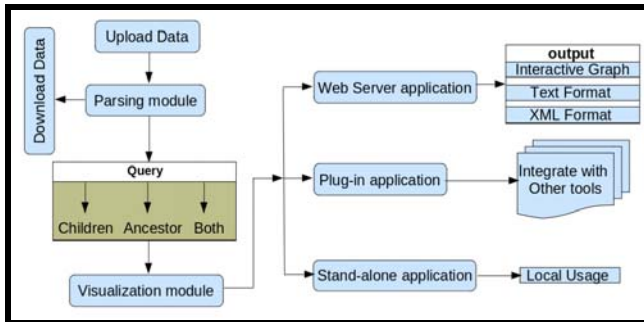 Upload Data
Download Data
Parsing module
Query
Children Ancestor Both
Visualization module
Web Server application
output
Interactive Graph
Text Format
XML Format
Plug-in application
Integrate with
Other tools
Stand-alone application
Local Usage